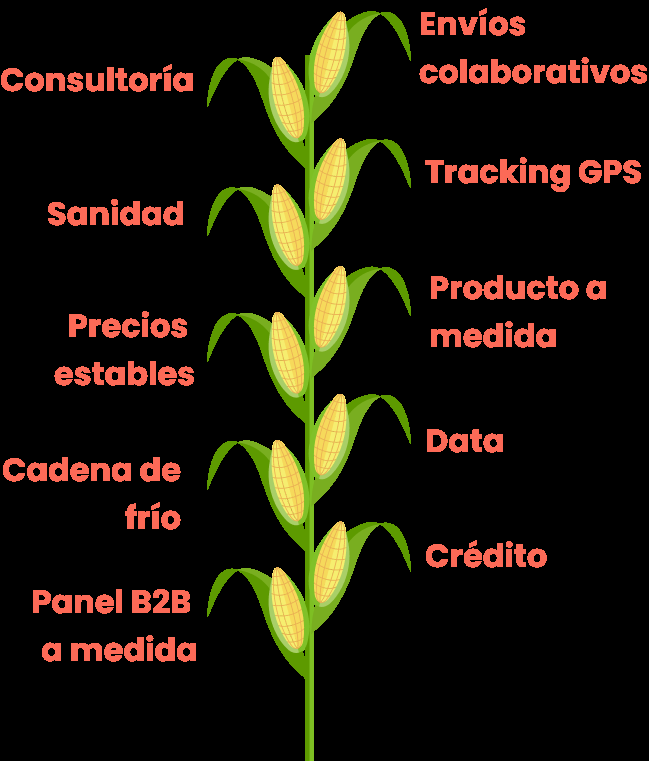 Envíos
colaborativos
Consultoría
Tracking GPS
Sanidad
Producto a
medida
Precios
estables
Data
Cadena de
frío
Crédito
Panel B2B
a medida